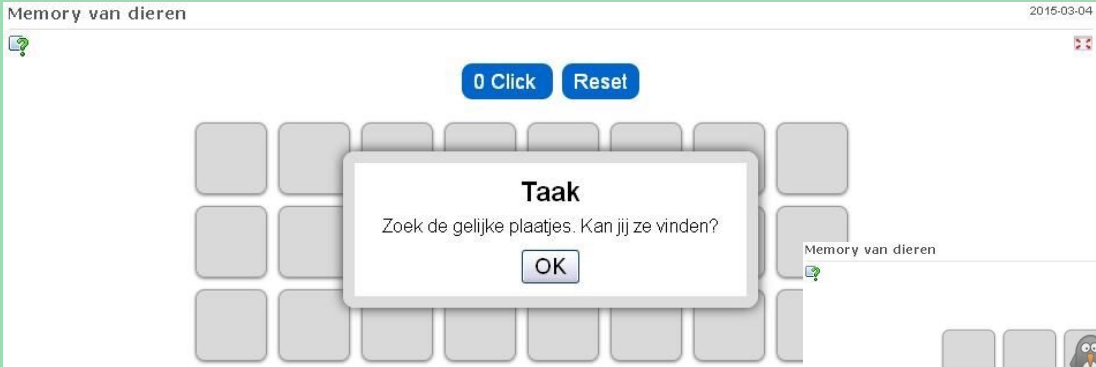 Memory van dieren
2015-03-04
0 Click
Reset
Taak
Zoek de gelijke plaatjes. Kan jij ze vinden?
OK
Memory van dieren